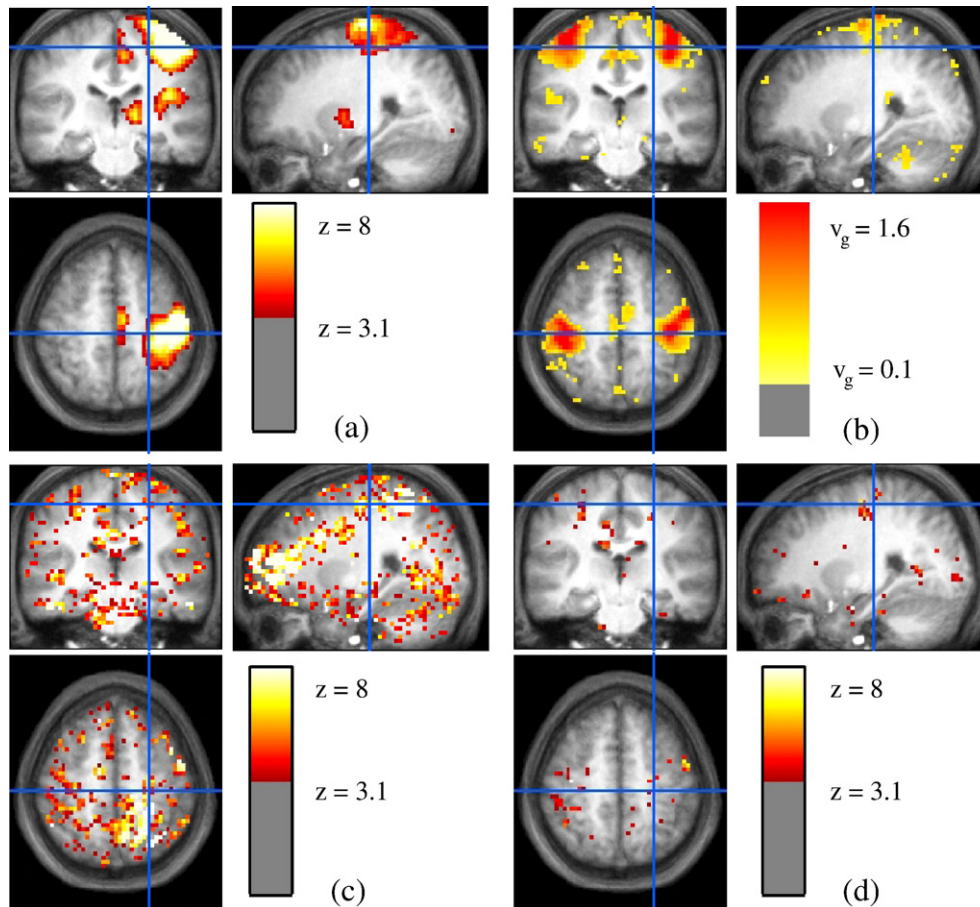 z = 8
z = 3.1
(a)
v_g = 1.6
v_g = 0.1
(b)
z = 8
z = 3.1
(c)
z = 8
z = 3.1
(d)